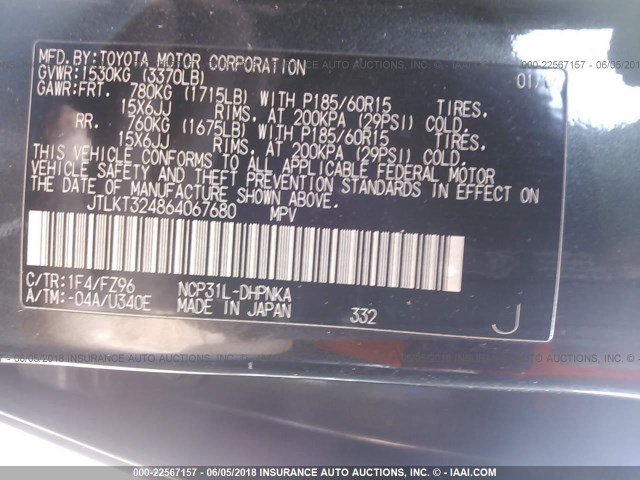 MFD.BY:TOYOTA MOTOR CORPORATION
GVWR:1530KG (3370LB)
GAWR:FRT. 780KG (1715LB) WITH P185/60R15 TIRES.
15X6JJ RIMS. AT 200KPA (29PSI) COLD.
RR. 760KG (1675LB) WITH P185/60R15 TIRES.
15X6JJ RIMS. AT 200KPA (29PSI) COLD.
THIS VEHICLE CONFORMS TO ALL APPLICABLE FEDERAL MOTOR
VEHICLE SAFETY AND THEFT PREVENTION STANDARDS IN EFFECT ON
THE DATE OF MANUFACTURE SHOWN ABOVE.
JTLKT324864067680 MPV
C/TR:1F4/FZ96 NCP31L-DHPNKA
A/TM:-04A/U340E MADE IN JAPAN 332 J
000-22567157 - 06/05/2018 INSURANCE AUTO AUCTIONS, INC. © - IAAI.COM